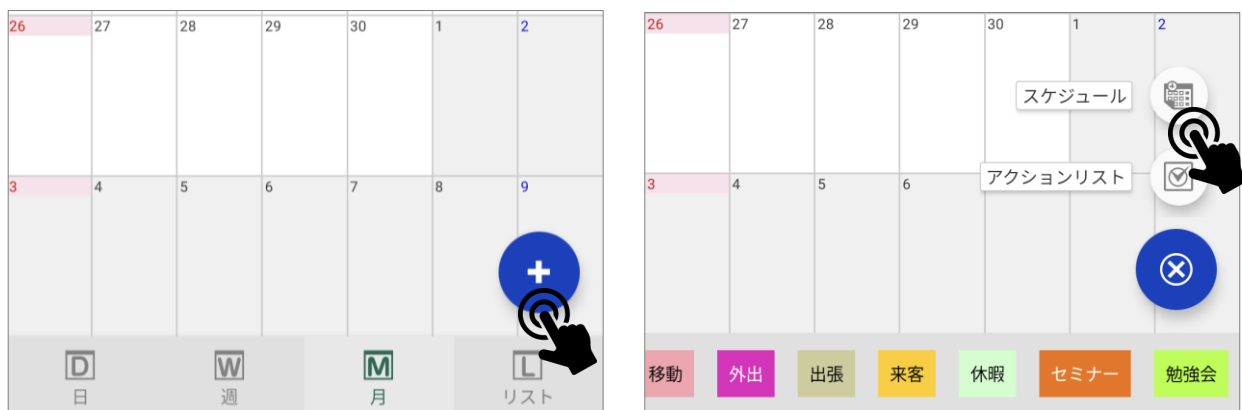 26 27 28 29 30 1 2
3 4 5 6 7 8 9
D W M L
日 週 月 リスト
26 27 28 29 30 1 2
スケジュール
3 4 5 6
アクションリスト
移動 外出 出張 来客 休暇 セミナー 勉強会